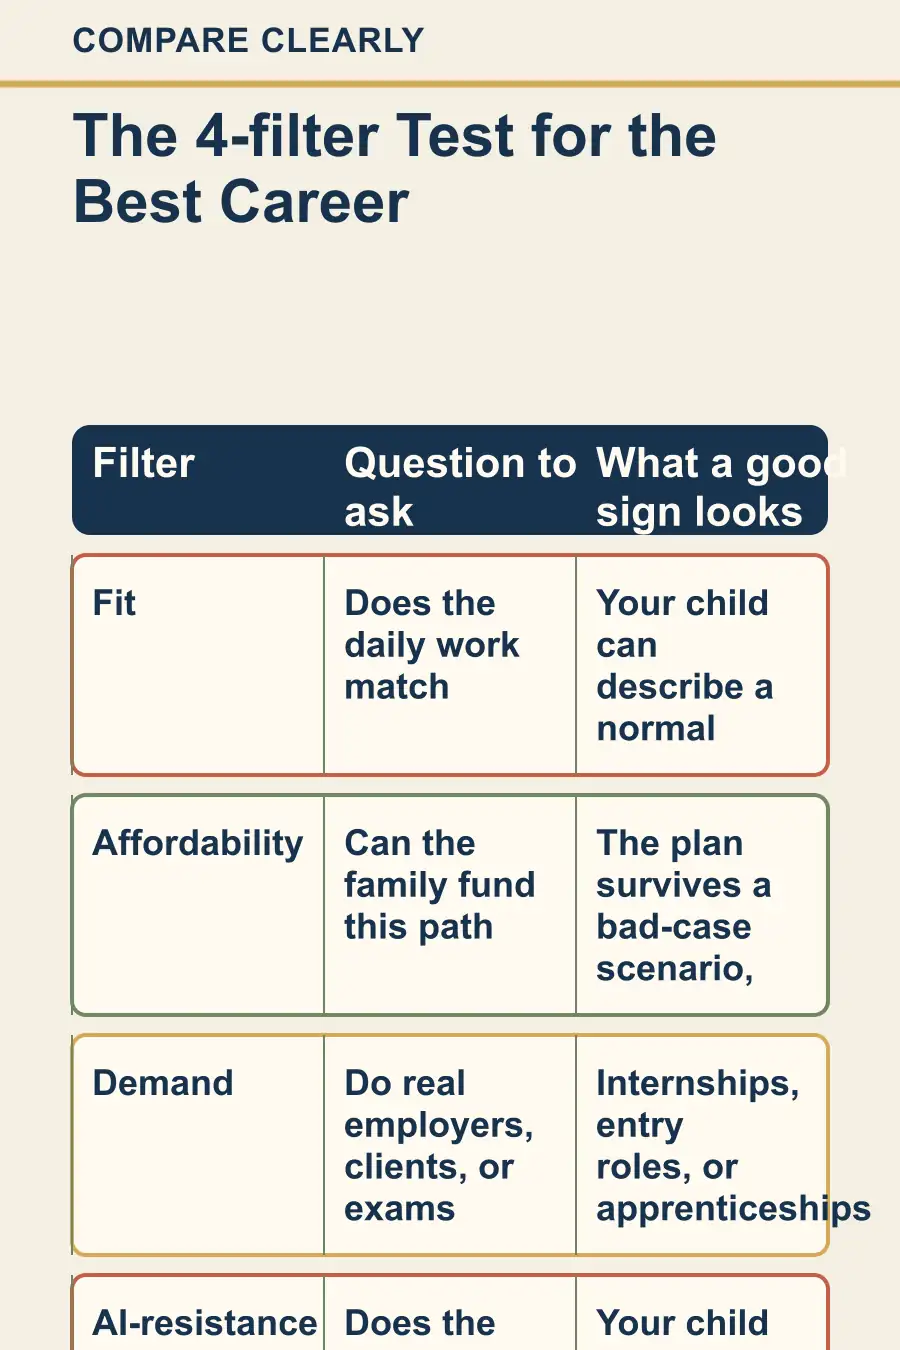 COMPARE CLEARLY
The 4-filter Test for the
Best Career
Filter
Question to
ask
What a good
sign looks
Fit
Does the
daily work
match
Your child
can
describe a
normal
Affordability
Can the
family fund
this path
The plan
survives a
bad-case
scenario,
Demand
Do real
employers,
clients, or
exams
Internships,
entry
roles, or
apprenticeships
AI-resistance
Does the
Your child